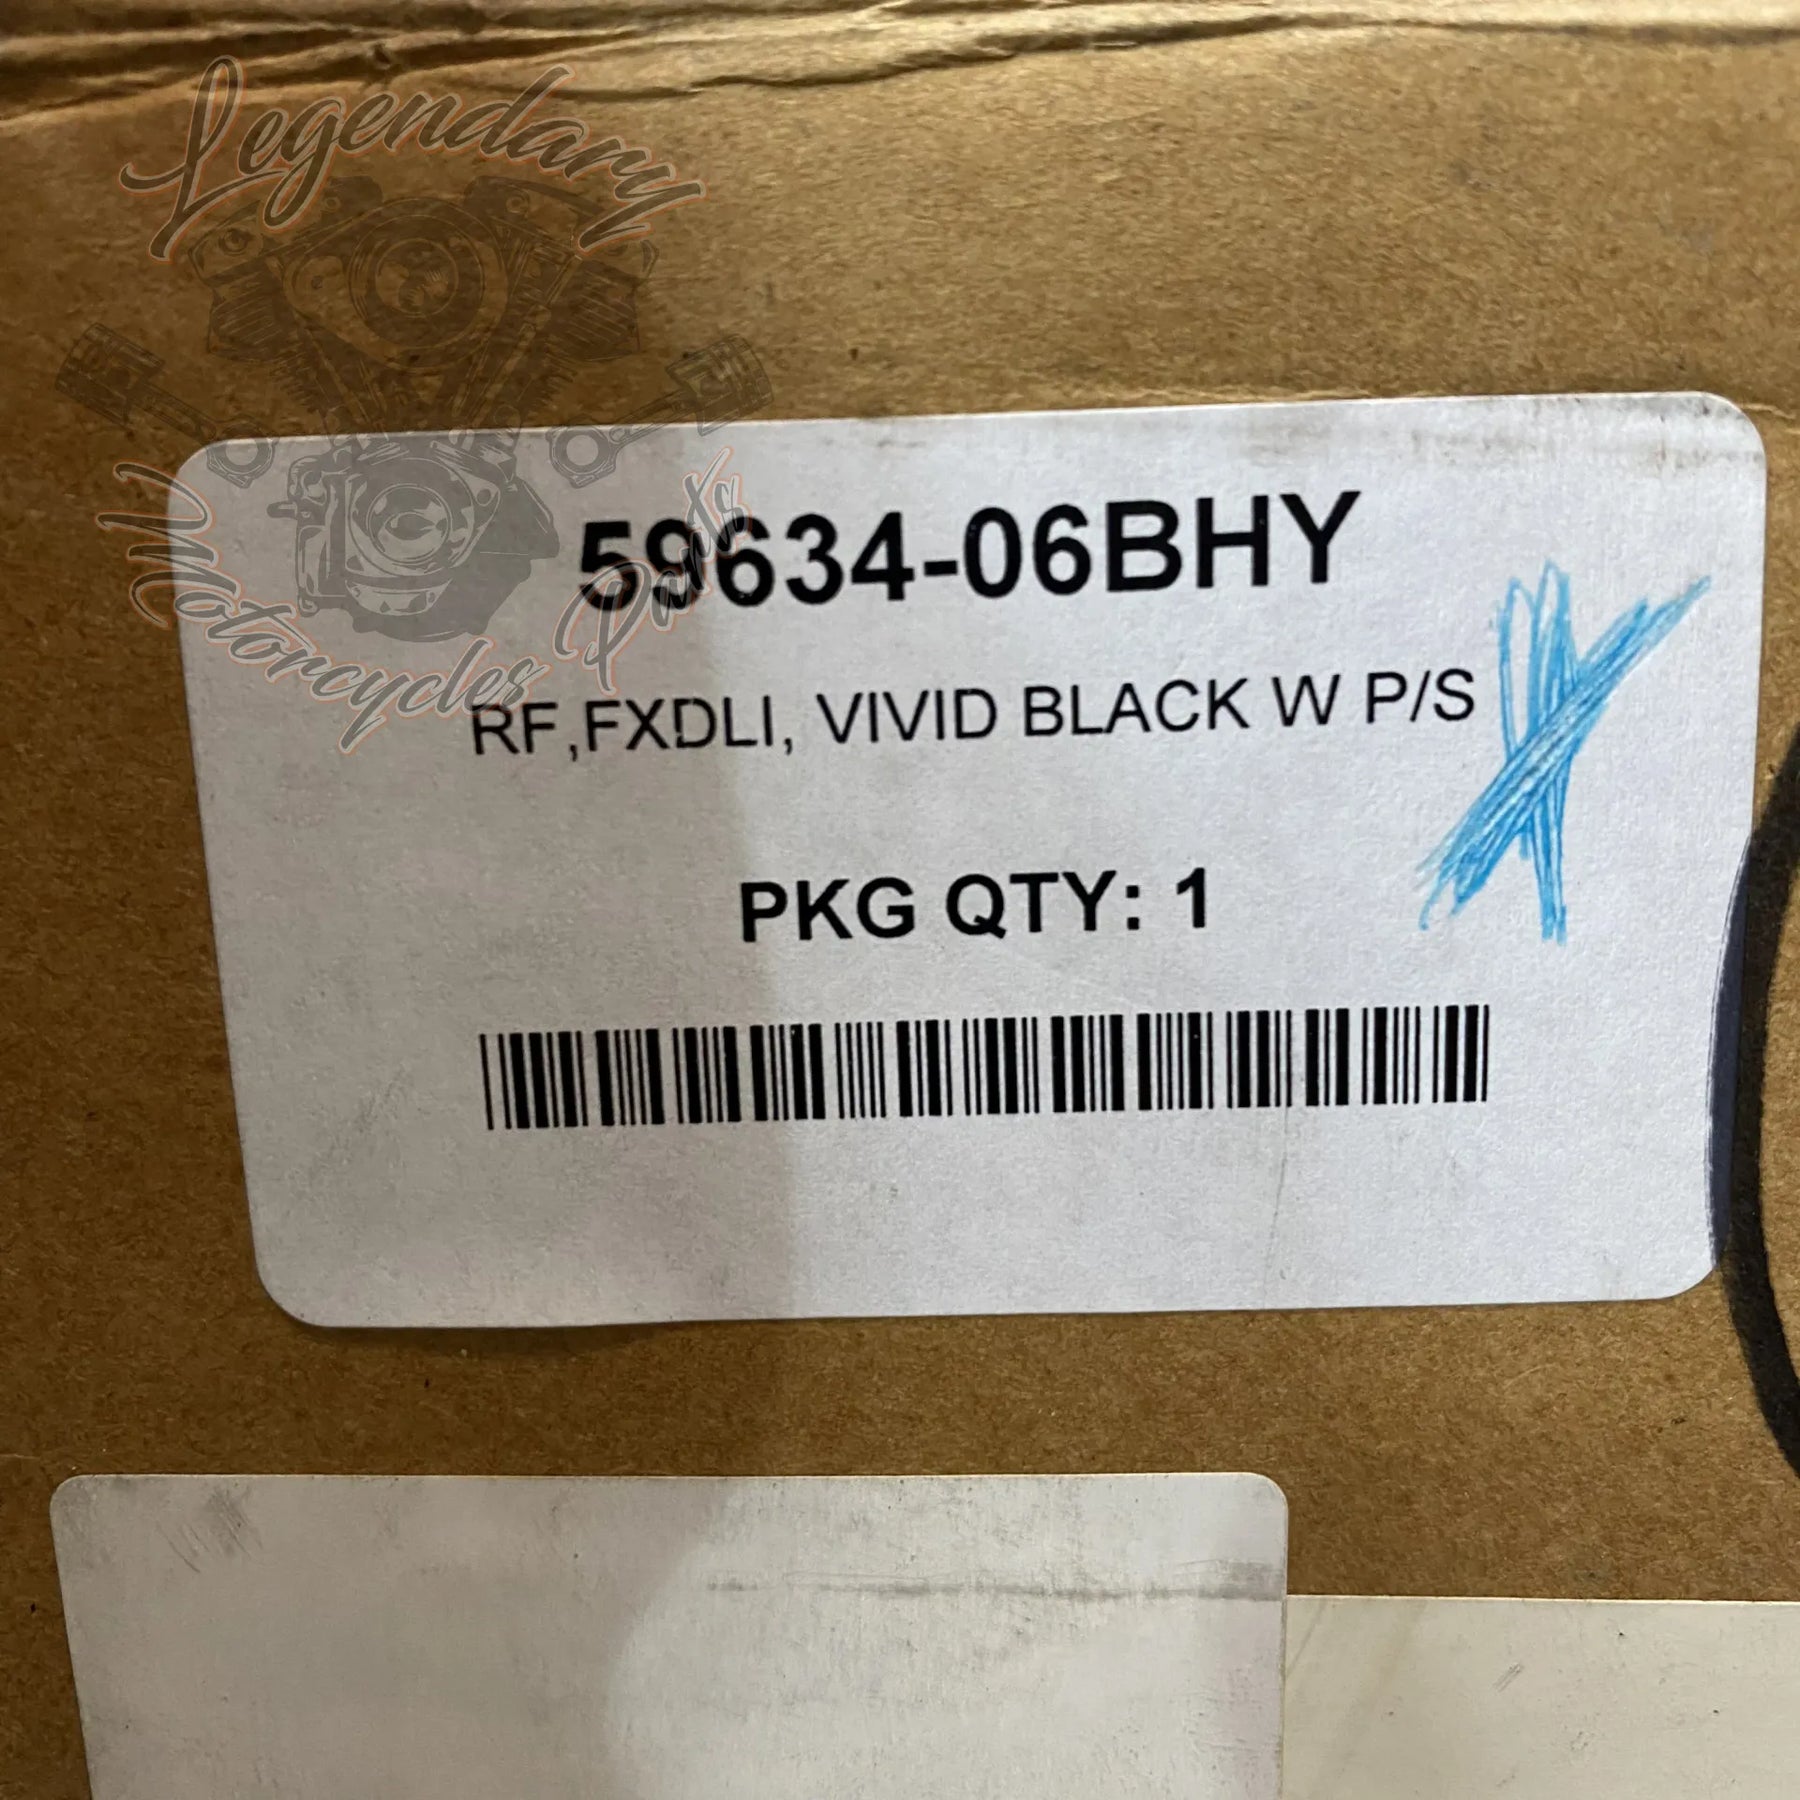 Legendary
Motorcycles Parts
59634-06BHY
RF,FXDLI, VIVID BLACK W P/S
PKG QTY: 1